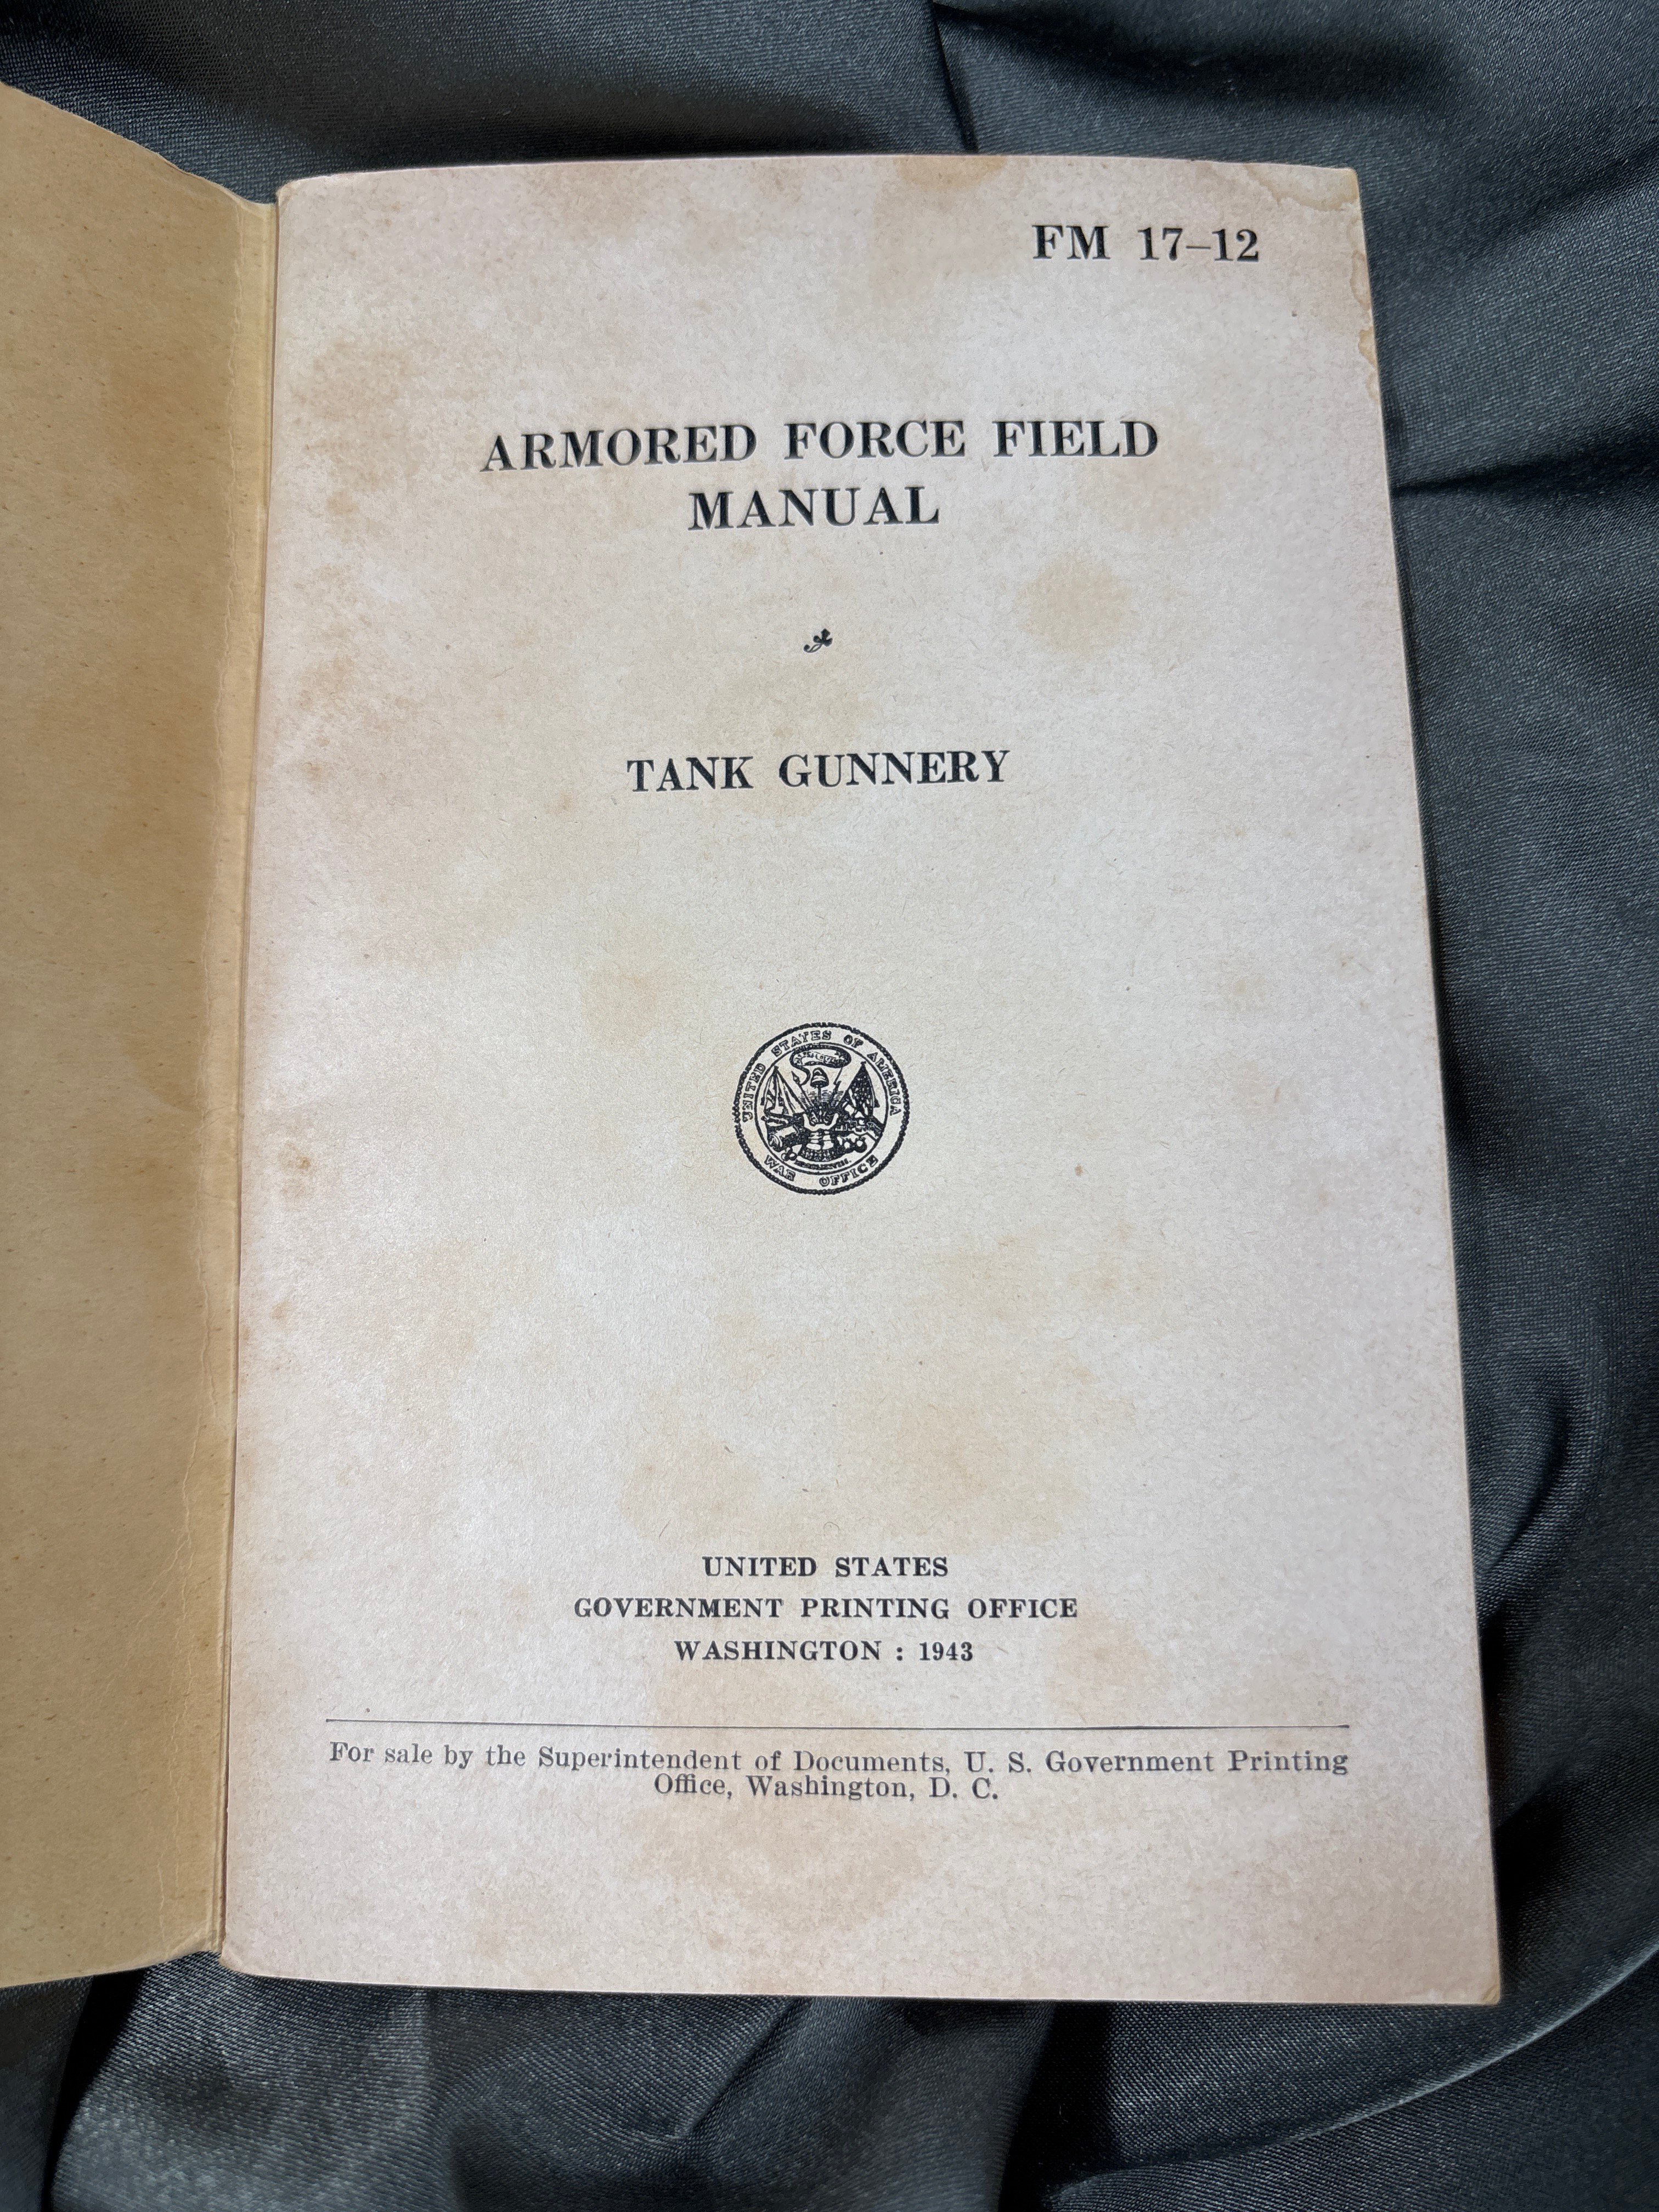 FM 17–12
ARMORED FORCE FIELD
MANUAL
TANK GUNNERY
UNITED STATES OF AMERICA
WAR OFFICE
UNITED STATES
GOVERNMENT PRINTING OFFICE
WASHINGTON : 1943
For sale by the Superintendent of Documents, U. S. Government Printing
Office, Washington, D. C.